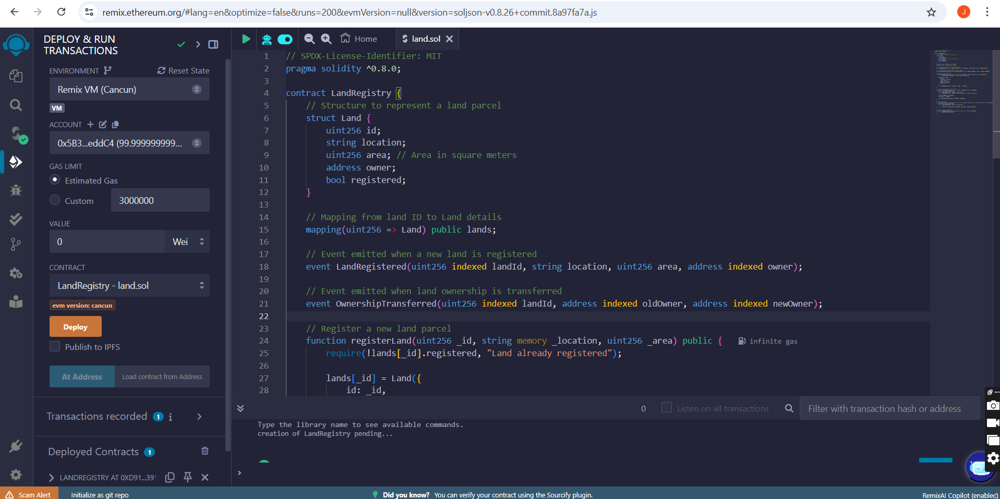 remix.ethereum.org/#lang=en&optimize=false&runs=200&evmVersion=null&version=soljson-v0.8.26+commit.8a97fa7a.js
J
DEPLOY & RUN
TRANSACTIONS
ENVIRONMENT
Reset State
Remix VM (Cancun)
VM
ACCOUNT
0x5B3...eddC4 (99.999999999...
GAS LIMIT
Estimated Gas
Custom
3000000
VALUE
0
Wei
CONTRACT
LandRegistry - land.sol
evm version: cancun
Deploy
Publish to IPFS
At Address
Load contract from Address
Transactions recorded 1 i
Deployed Contracts 1
LANDREGISTRY AT 0XD91...391
Home
land.sol
1 // SPDX-License-Identifier: MIT
2 pragma solidity ^0.8.0;
3
4 contract LandRegistry {
5 // Structure to represent a land parcel
6 struct Land {
7 uint256 id;
8 string location;
9 uint256 area; // Area in square meters
10 address owner;
11 bool registered;
12 }
13
14 // Mapping from land ID to Land details
15 mapping(uint256 => Land) public lands;
16
17 // Event emitted when a new land is registered
18 event LandRegistered(uint256 indexed landId, string location, uint256 area, address indexed owner);
19
20 // Event emitted when land ownership is transferred
21 event OwnershipTransferred(uint256 indexed landId, address indexed oldOwner, address indexed newOwner);
22
23 // Register a new land parcel
24 function registerLand(uint256 _id, string memory _location, uint256 _area) public { infinite gas
25 require(!lands[_id].registered, "Land already registered");
26
27 lands[_id] = Land({
28 id: _id,
0
Listen on all transactions
Filter with transaction hash or address
Type the library name to see available commands.
creation of LandRegistry pending...
>
Scam Alert
Initialize as git repo
Did you know? You can verify your contract using the Sourcify plugin.
RemixAI Copilot (enabled)